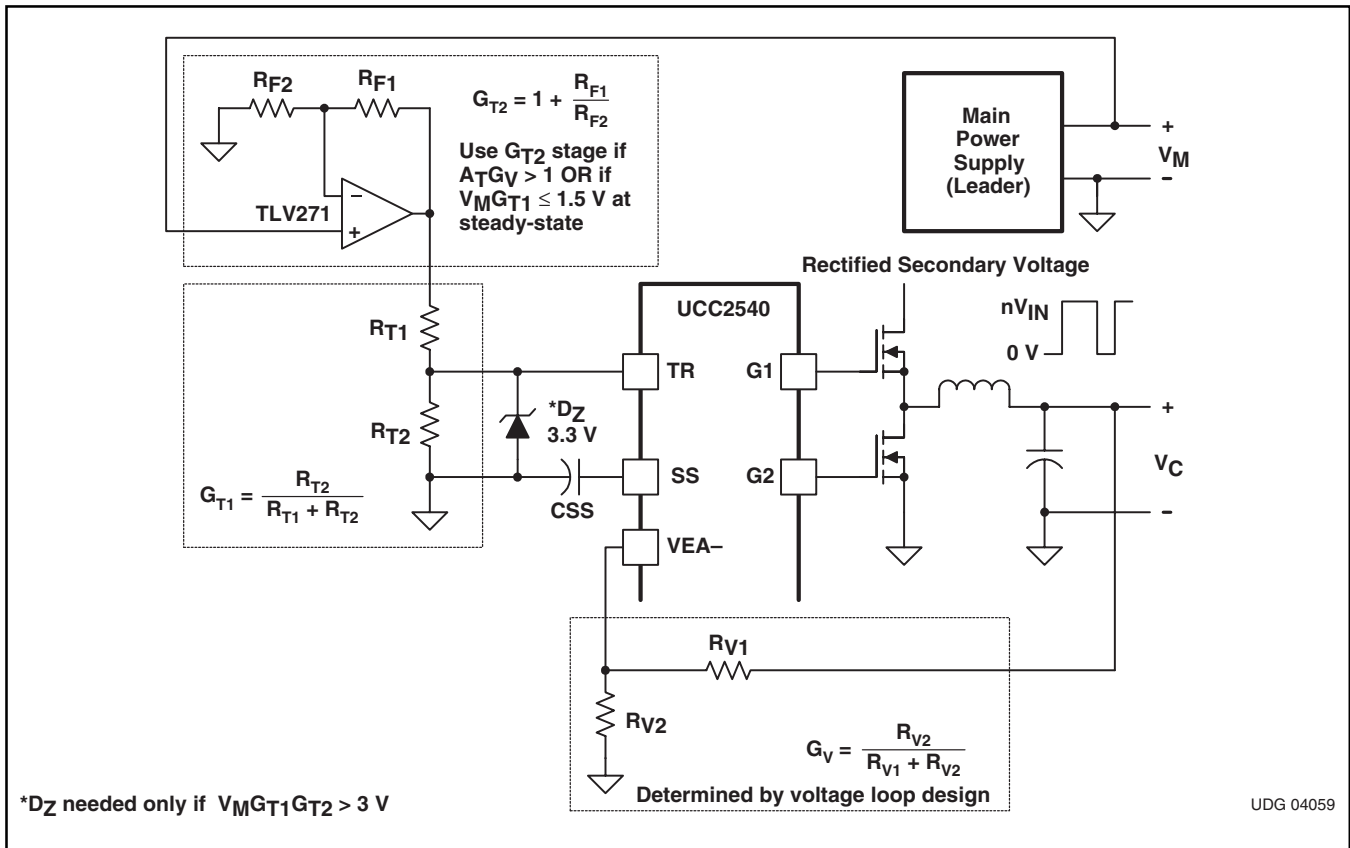 RF2
RF1
GT2 = 1 + RF1
RF2
Use GT2 stage if
ATGV > 1 OR if
VMGT1 ≤ 1.5 V at
steady-state
TLV271
−
+
Main
Power
Supply
(Leader)
+
VM
−
Rectified Secondary Voltage
nVIN
0 V
RT1
RT2
GT1 = RT2
RT1 + RT2
*DZ
3.3 V
CSS
UCC2540
TR
G1
SS
G2
VEA−
+
VC
−
RV1
RV2
GV = RV2
RV1 + RV2
Determined by voltage loop design
*DZ needed only if VMGT1GT2 > 3 V
UDG 04059